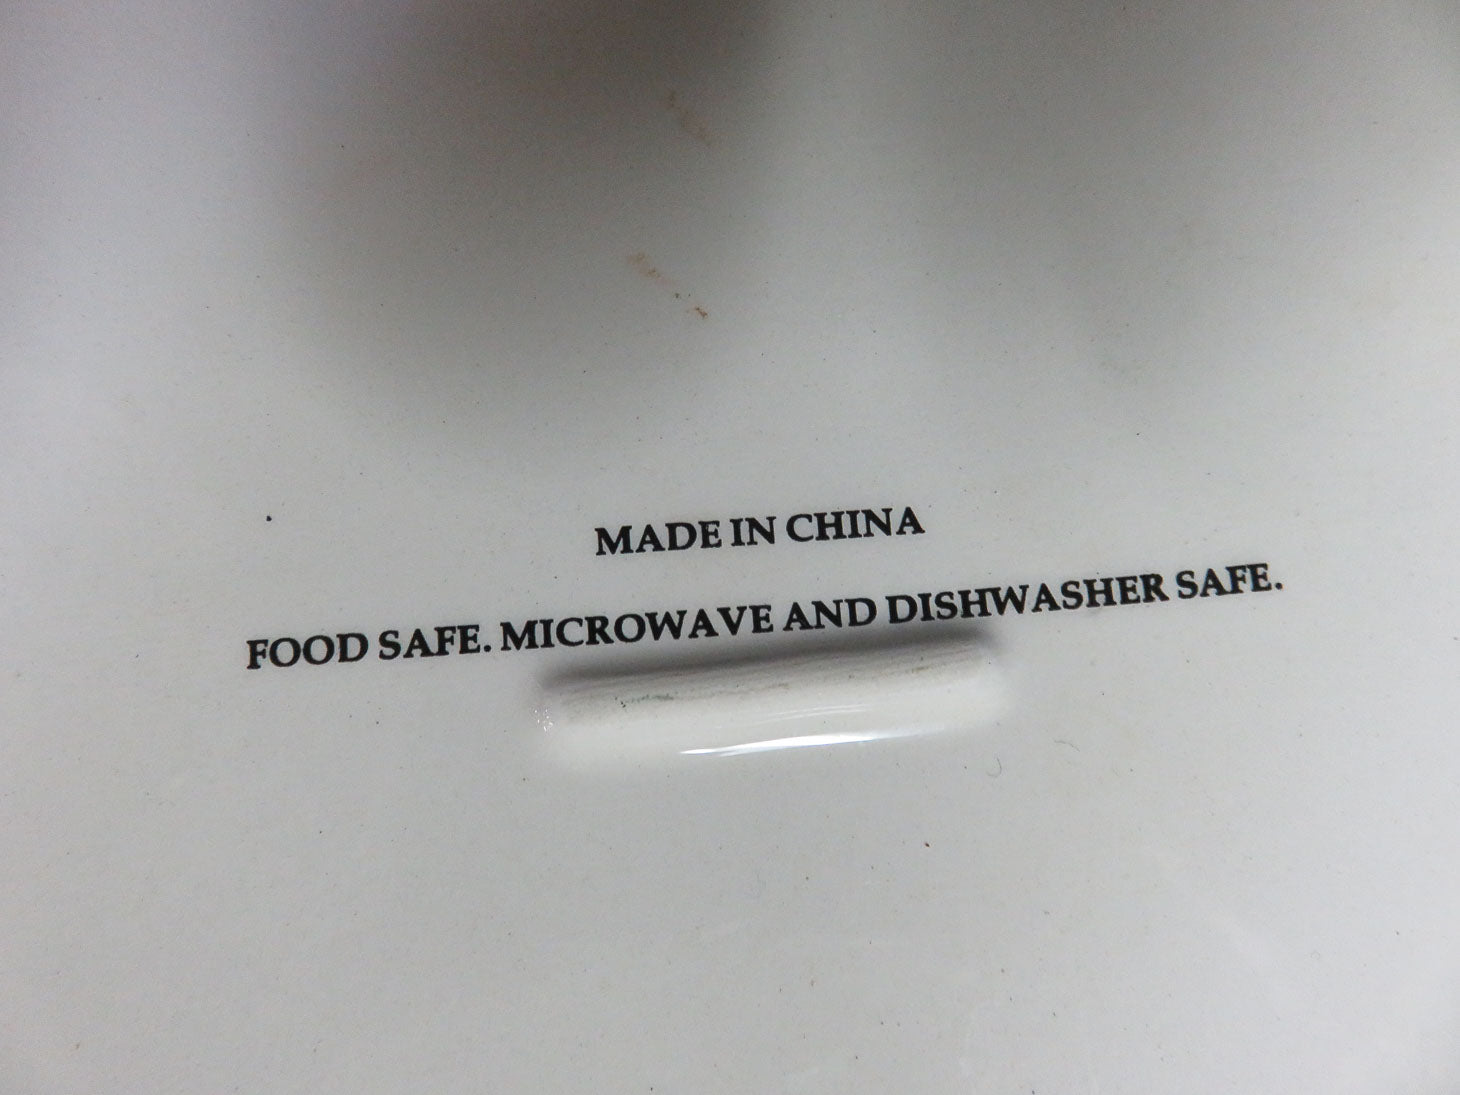 MADE IN CHINA
FOOD SAFE. MICROWAVE AND DISHWASHER SAFE.